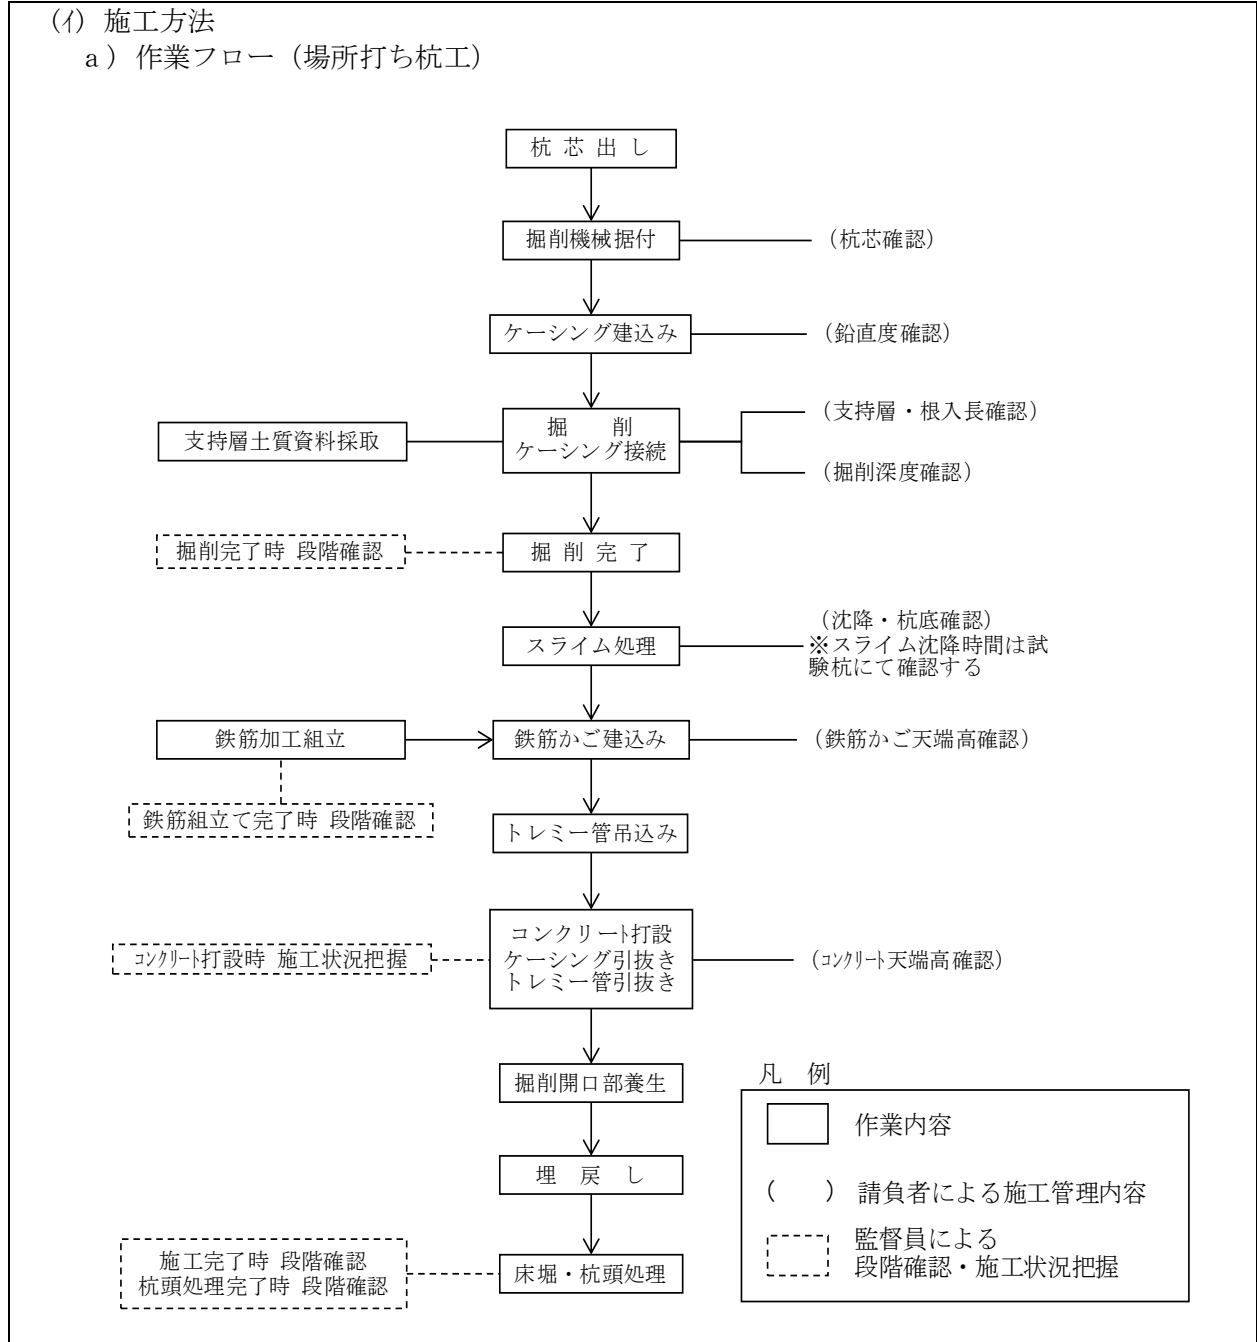 (ｲ) 施工方法
a）作業フロー（場所打ち杭工）
杭 芯 出 し
掘削機械据付
（杭芯確認）
ケーシング建込み
（鉛直度確認）
支持層土質資料採取
掘　　削
ケーシング接続
（支持層・根入長確認）
（掘削深度確認）
掘削完了時 段階確認
掘 削 完 了
スライム処理
（沈降・杭底確認）
※スライム沈降時間は試
験杭にて確認する
鉄筋加工組立
鉄筋かご建込み
（鉄筋かご天端高確認）
鉄筋組立て完了時 段階確認
トレミー管吊込み
コンクリート打設時 施工状況把握
コンクリート打設
ケーシング引抜き
トレミー管引抜き
（コンクリート天端高確認）
掘削開口部養生
埋　戻　し
施工完了時 段階確認
杭頭処理完了時 段階確認
床堀・杭頭処理
凡　例
作業内容
（　　）請負者による施工管理内容
監督員による
段階確認・施工状況把握